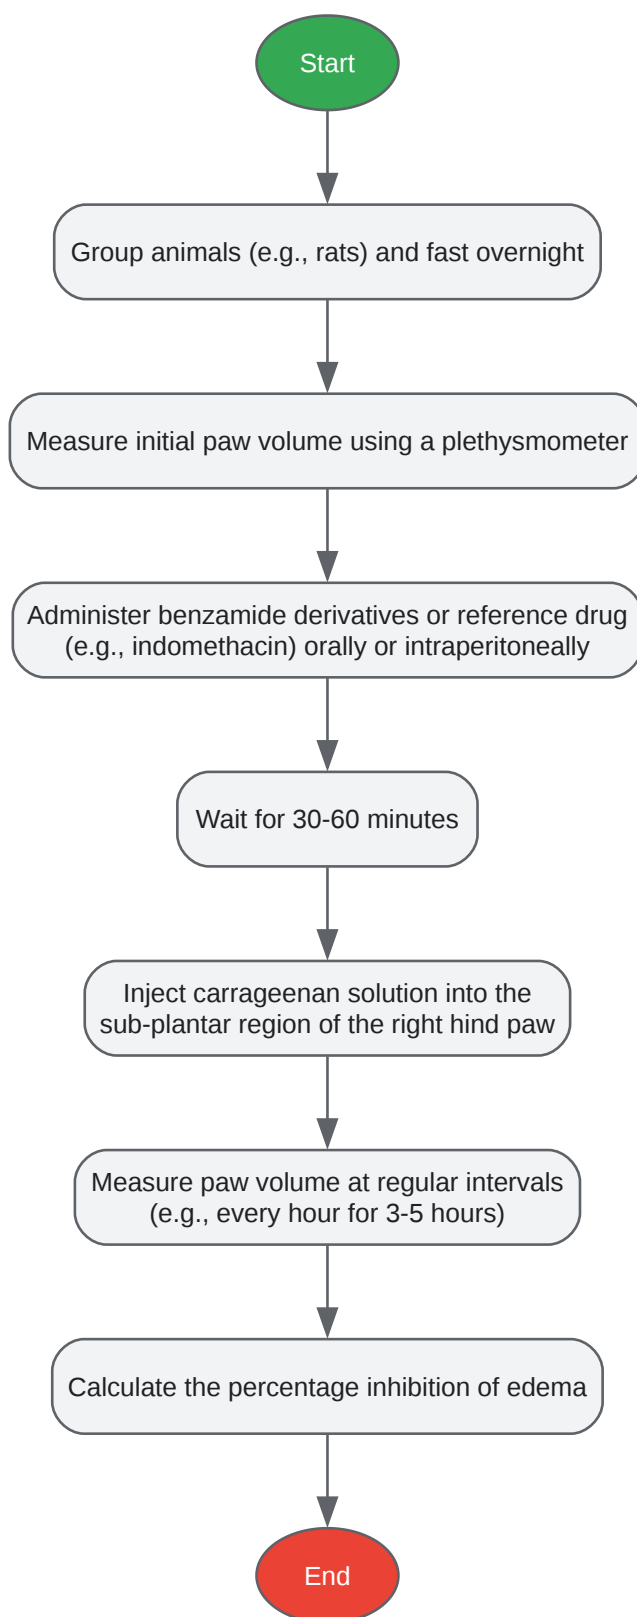 Start
Group animals (e.g., rats) and fast overnight
Measure initial paw volume using a plethysmometer
Administer benzamide derivatives or reference drug
(e.g., indomethacin) orally or intraperitoneally
Wait for 30-60 minutes
Inject carrageenan solution into the
sub-plantar region of the right hind paw
Measure paw volume at regular intervals
(e.g., every hour for 3-5 hours)
Calculate the percentage inhibition of edema
End